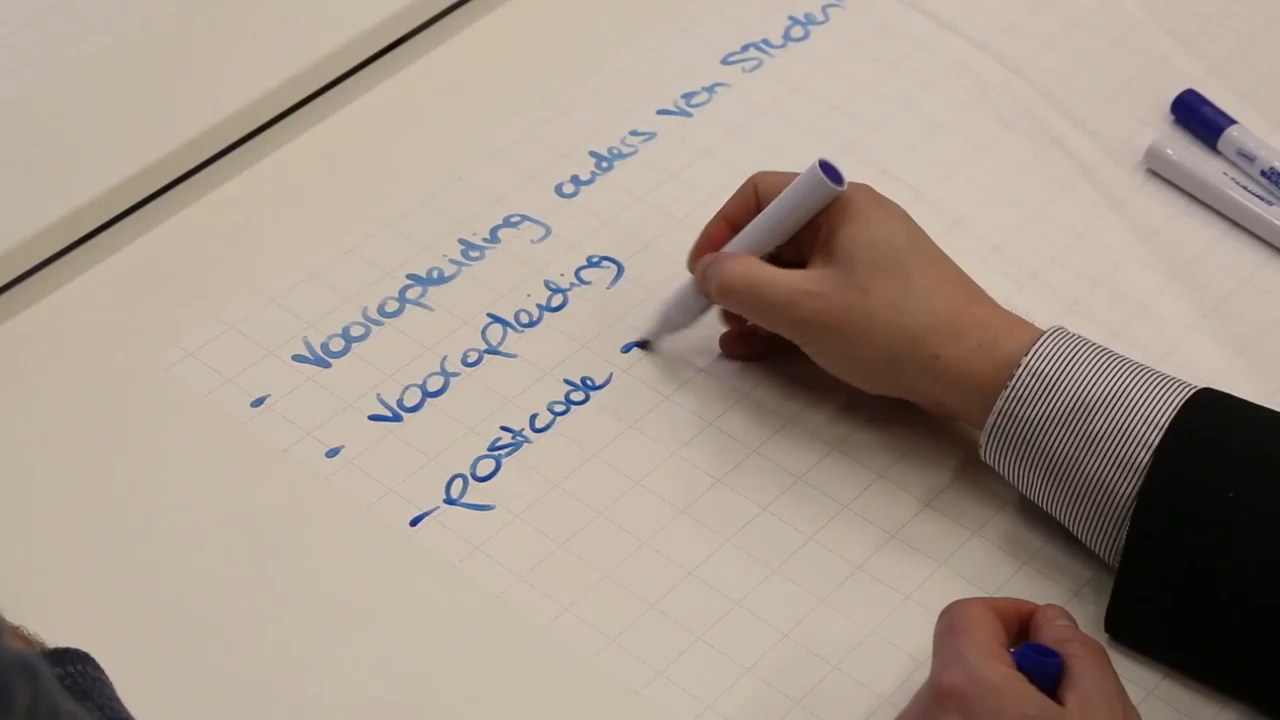 - Vooropleiding ouders van Studen
- Vooropleiding
- postcode